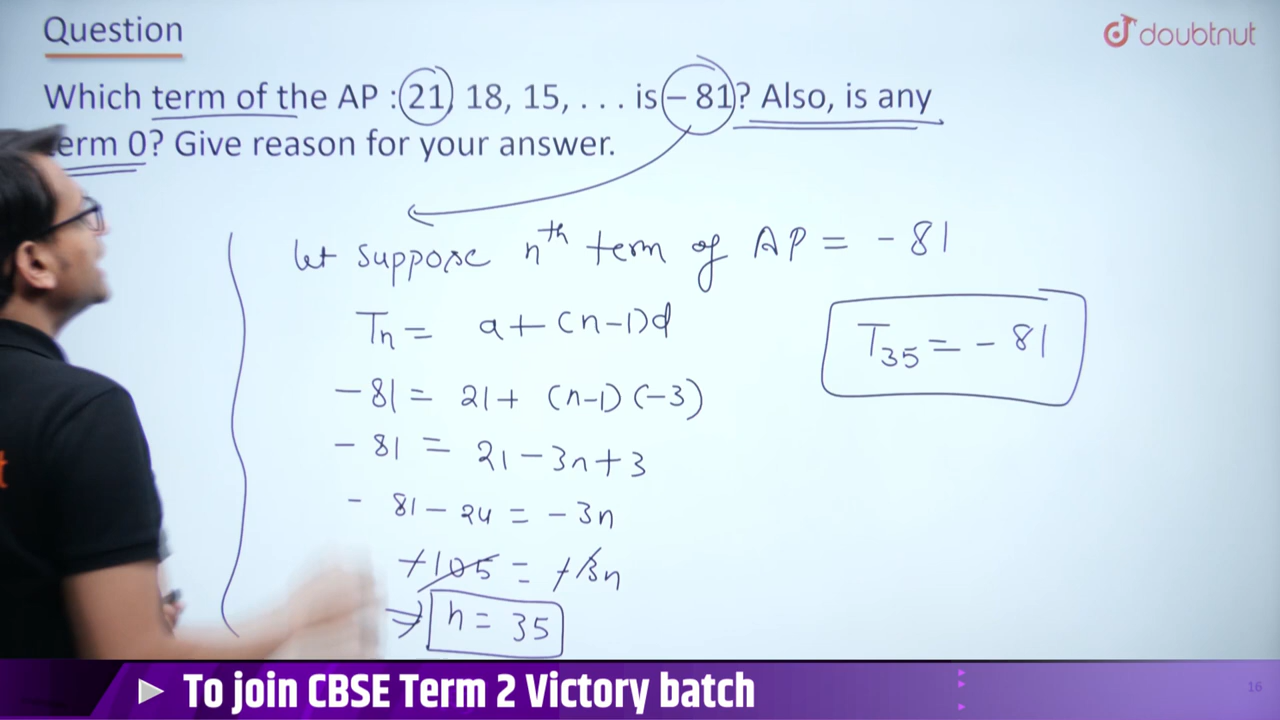 Question
doubtnut
Which term of the AP : 21, 18, 15, . . . is – 81? Also, is any
erm 0? Give reason for your answer.
let suppose nth term of AP = - 81
Tn = a + (n-1)d
T35 = - 81
- 81 = 21 + (n-1) (-3)
- 81 = 21 - 3n + 3
- 81 - 24 = - 3n
+105 = +3n
⇒ n = 35
t
To join CBSE Term 2 Victory batch
16